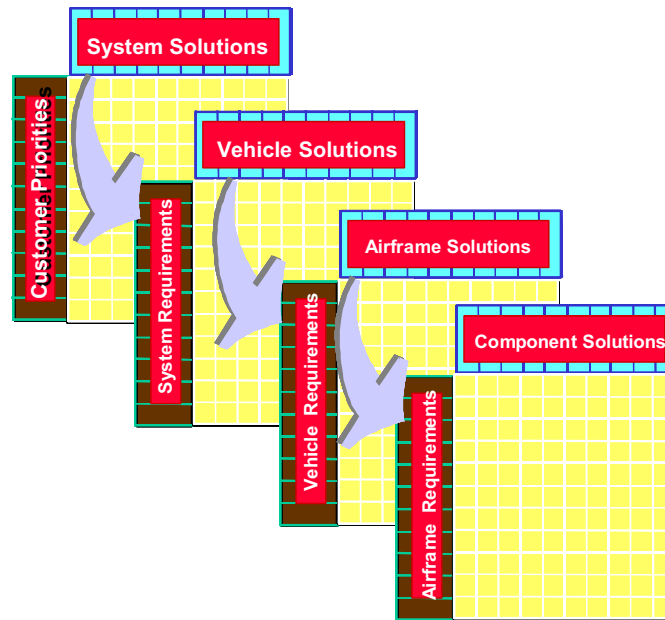 System Solutions
Customer Priorities
Vehicle Solutions
System Requirements
Airframe Solutions
Vehicle Requirements
Component Solutions
Airframe Requirements